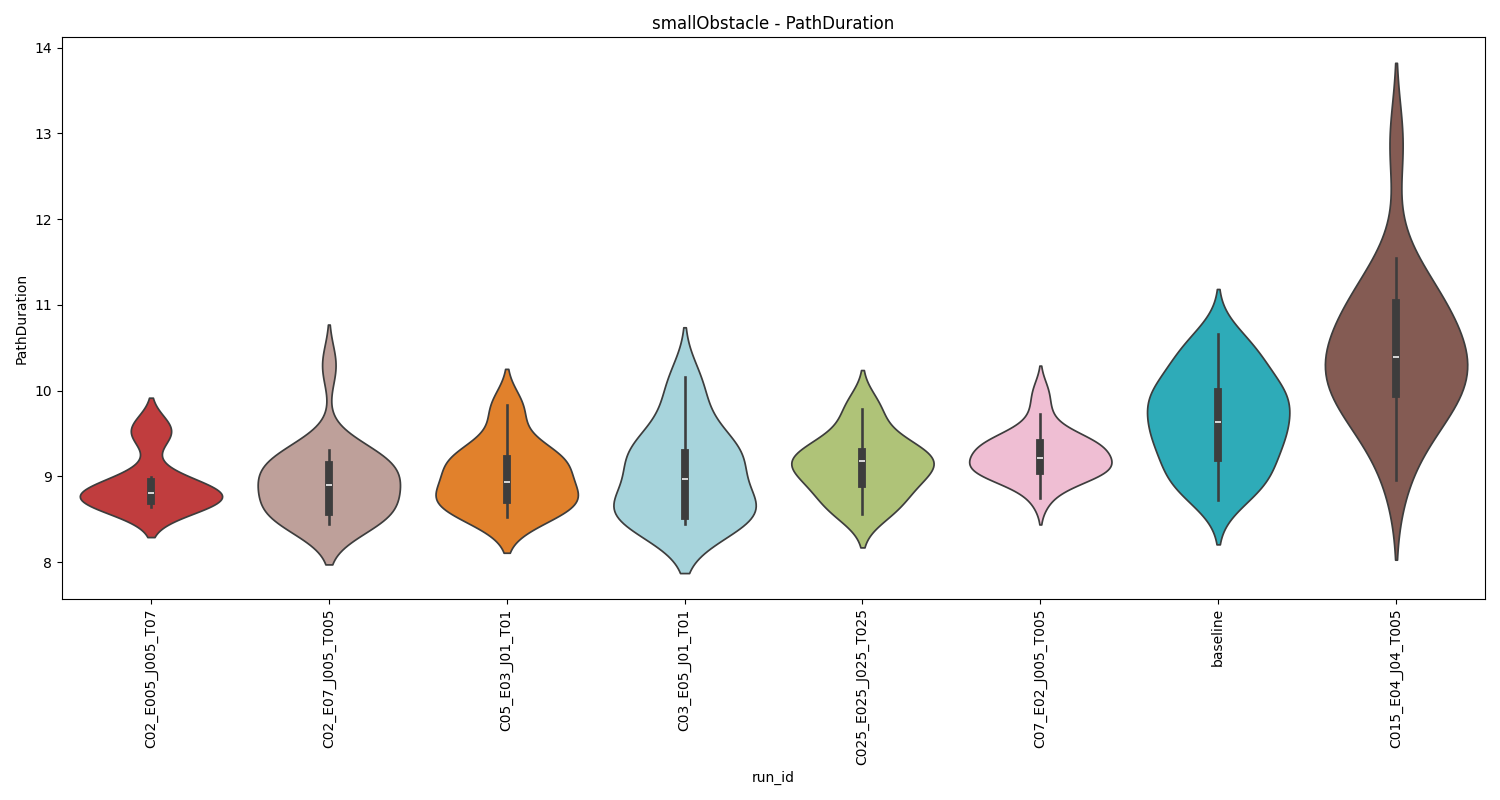 smallObstacle - PathDuration
PathDuration
14
13
12
11
10
9
8
C02_E005_J005_T07
C02_E07_J005_T005
C05_E03_J01_T01
C03_E05_J01_T01
C025_E025_J025_T025
C07_E02_J005_T005
baseline
C015_E04_J04_T005
run_id